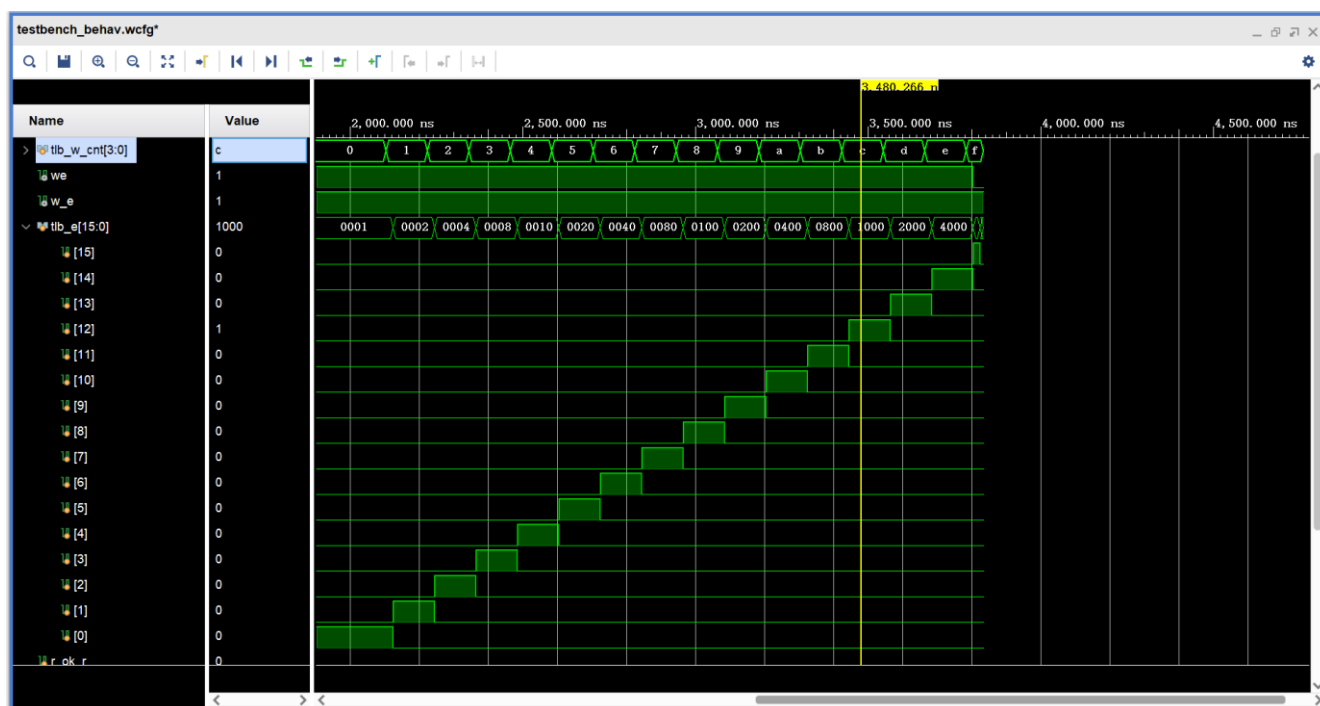 testbench_behav.wcfg*
3,480.266 n
Name Value
2,000.000 ns 2,500.000 ns 3,000.000 ns 3,500.000 ns 4,000.000 ns 4,500.000 ns
tlb_w_cnt[3:0] c 0 1 2 3 4 5 6 7 8 9 a b c d e f
we 1
w_e 1
tlb_e[15:0] 1000 0001 0002 0004 0008 0010 0020 0040 0080 0100 0200 0400 0800 1000 2000 4000
[15] 0
[14] 0
[13] 0
[12] 1
[11] 0
[10] 0
[9] 0
[8] 0
[7] 0
[6] 0
[5] 0
[4] 0
[3] 0
[2] 0
[1] 0
[0] 0
r_ok_r 0